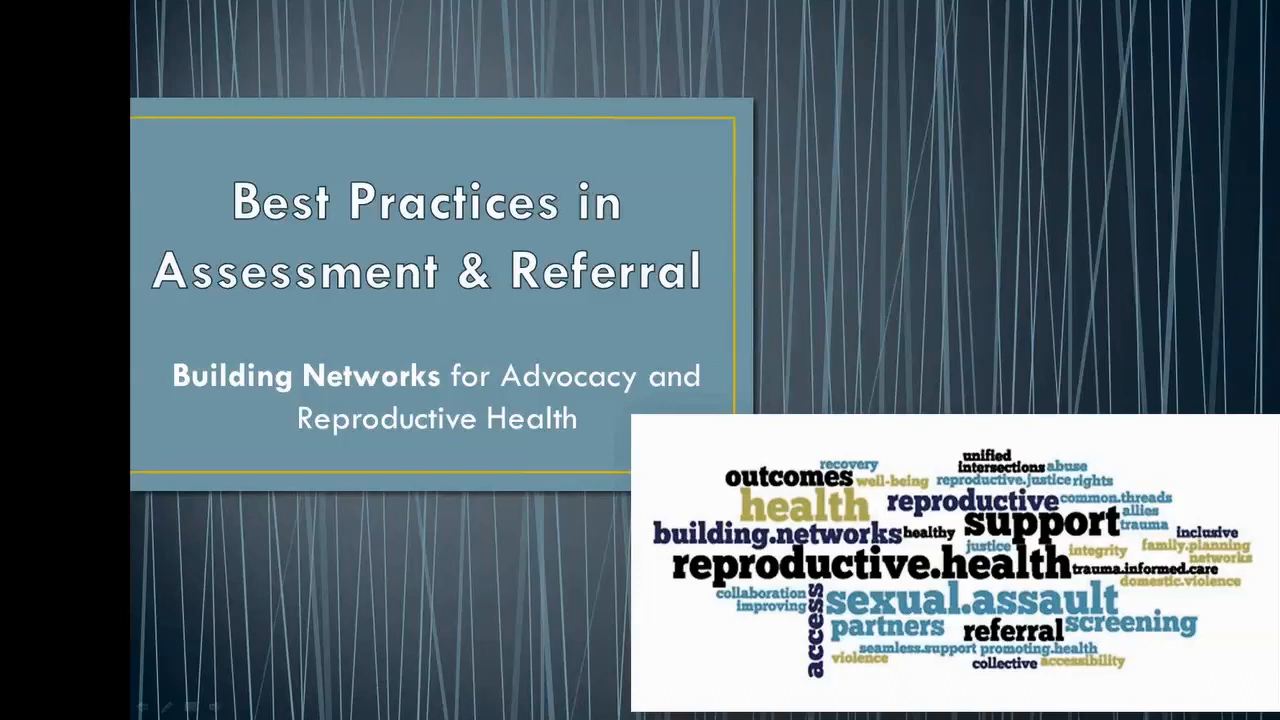 Best Practices in
Assessment & Referral
Building Networks for Advocacy and
Reproductive Health
recovery
unified
outcomes
intersections
abuse
well-being
reproductive.justice
rights
health
reproductive
common.threads
support
allies
trauma
building.networks
healthy
inclusive
justice
integrity
family.planning
networks
reproductive.health
trauma.informed.care
domestic.violence
collaboration
improving
access
sexual.assault
partners
referral
screening
seamless.support
promoting.health
violence
collective
accessibility